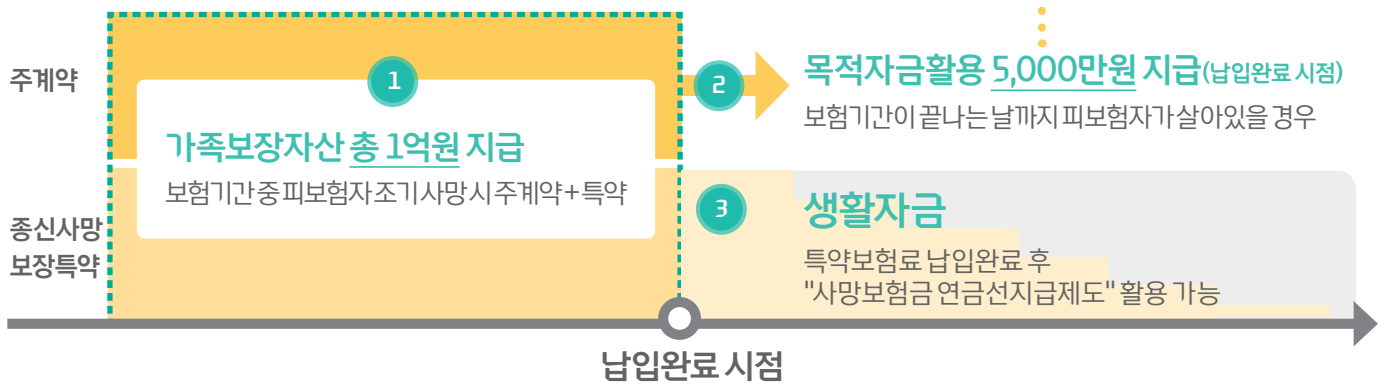 주계약
1
가족보장자산 총 1억원 지급
보험기간 중 피보험자 조기 사망시 주계약+특약
2
목적자금활용 5,000만원 지급(납입완료 시점)
보험기간이 끝나는 날까지 피보험자가 살아있을 경우
종신사망
보장특약
3
생활자금
특약보험료 납입완료 후
"사망보험금 연금선지급제도" 활용 가능
납입완료 시점